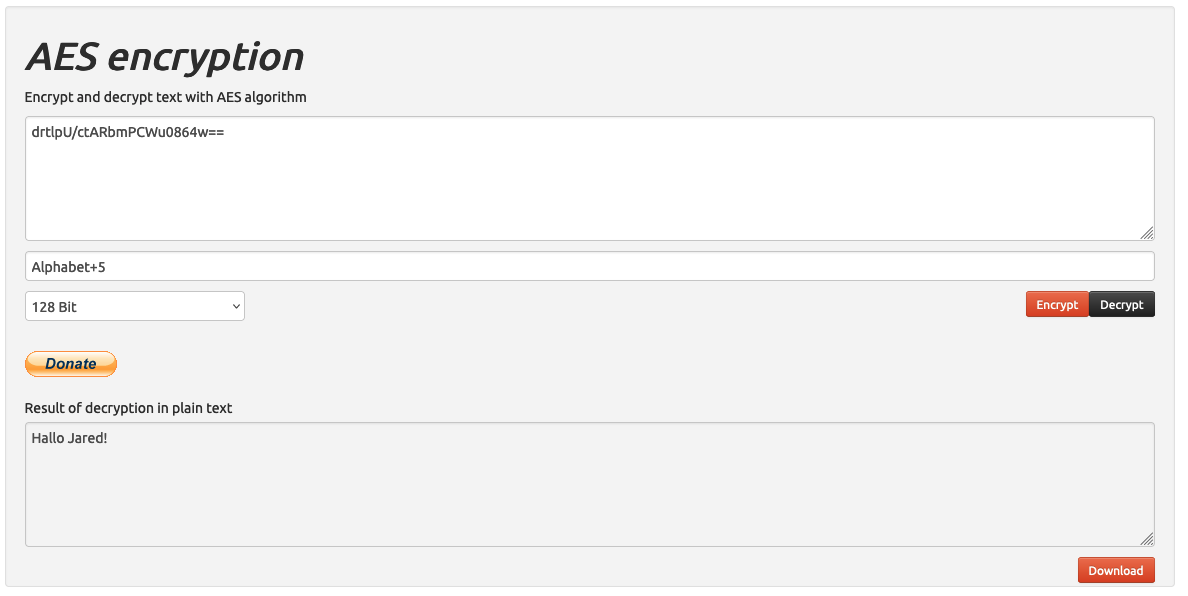 AES encryption
Encrypt and decrypt text with AES algorithm
drtlpU/ctARbmPCWu0864w==
Alphabet+5
128 Bit
Encrypt Decrypt
Donate
Result of decryption in plain text
Hallo Jared!
Download